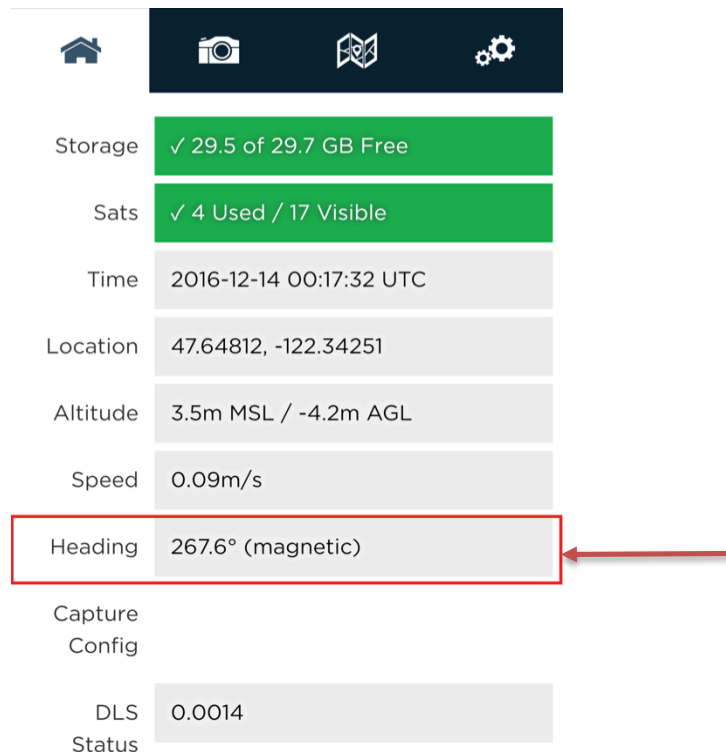 Storage ✓ 29.5 of 29.7 GB Free
Sats ✓ 4 Used / 17 Visible
Time 2016-12-14 00:17:32 UTC
Location 47.64812, -122.34251
Altitude 3.5m MSL / -4.2m AGL
Speed 0.09m/s
Heading 267.6° (magnetic)
Capture
Config
DLS 0.0014
Status